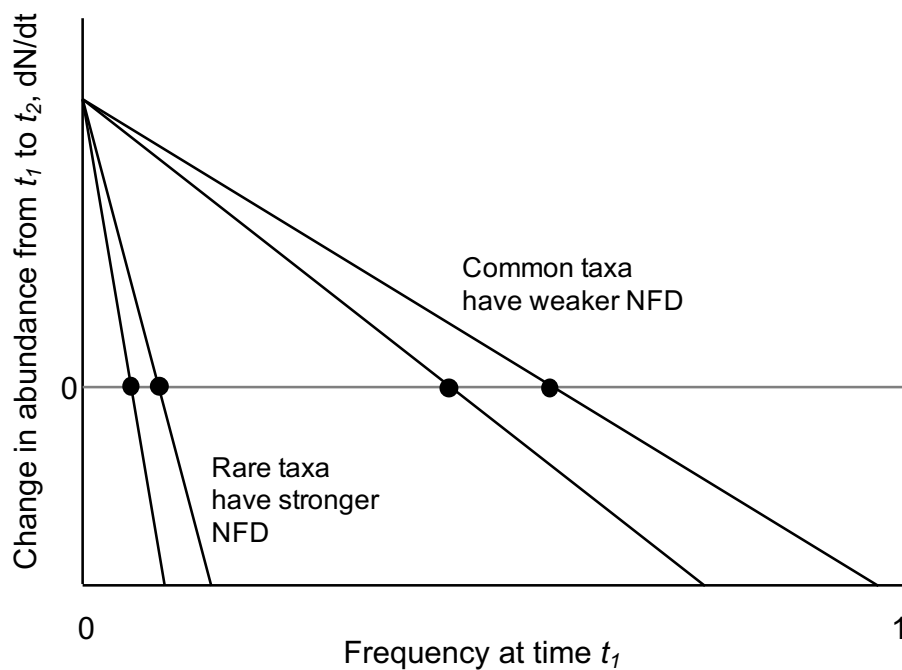 Change in abundance from t1 to t2, dN/dt
Common taxa
have weaker NFD
0
Rare taxa
have stronger
NFD
0
1
Frequency at time t1